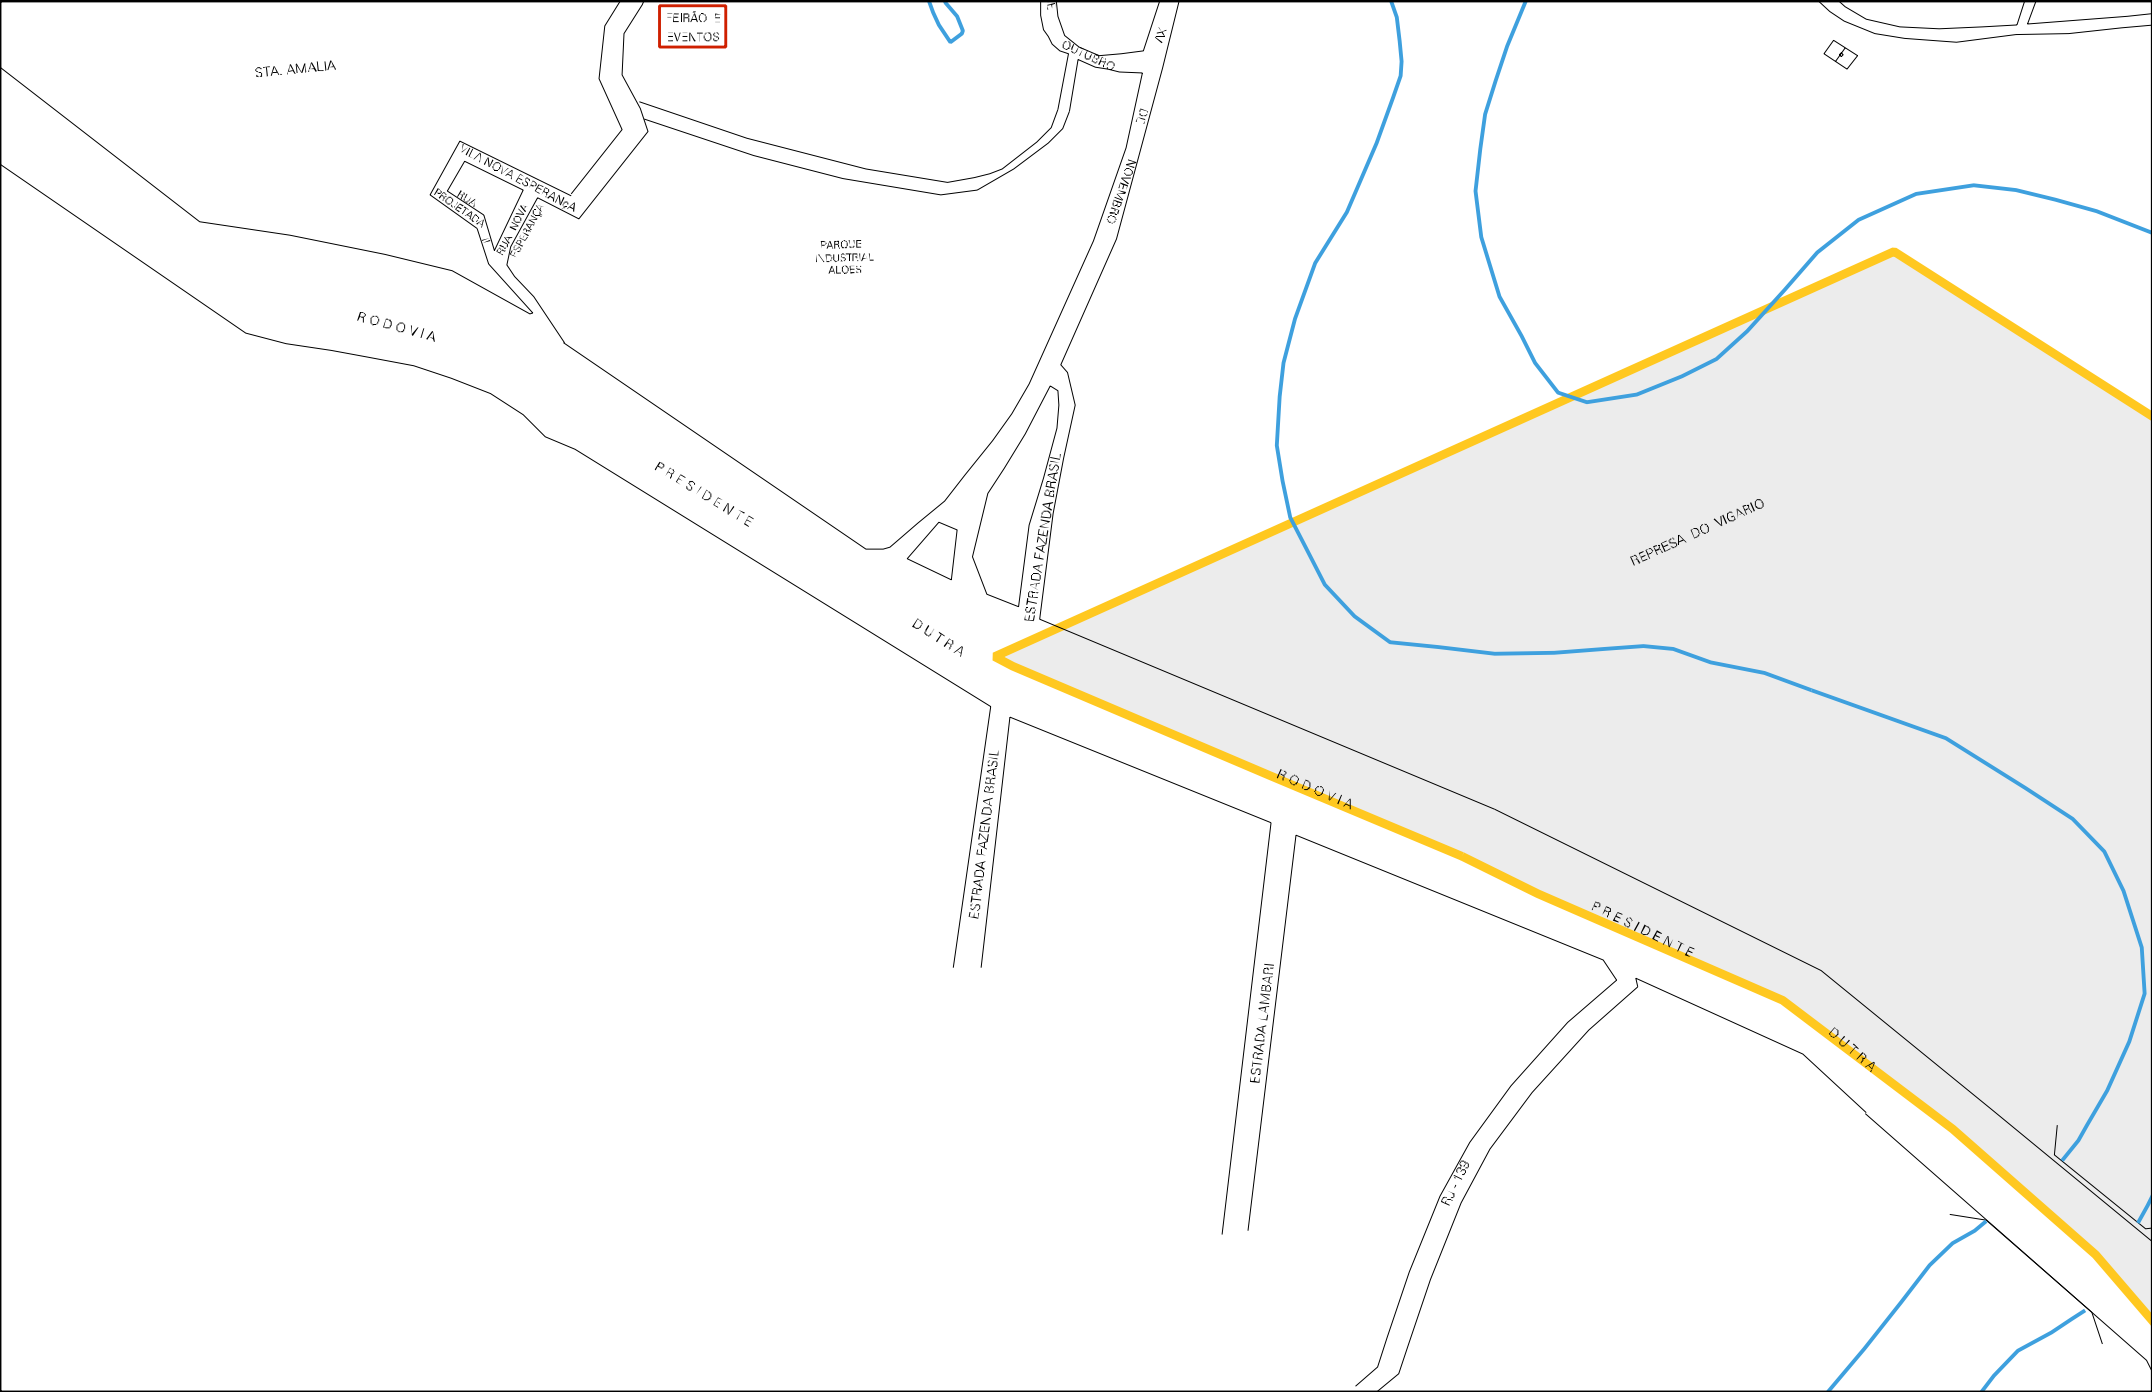 FEIRÃO E
EVENTOS
STA. AMALIA
OUTUBRO
XV
DE
NOVEMBRO
VILA NOVA ESPERANÇA
RUA
PROJETADA
RUA NOVA
ESPERANÇA
PARQUE
INDUSTRIAL
ALOES
RODOVIA
PRESIDENTE
DUTRA
ESTRADA FAZENDA BRASIL
REPRESA DO VIGARIO
ESTRADA FAZENDA BRASIL
RODOVIA
PRESIDENTE
DUTRA
ESTRADA LAMBARI
RJ - 139